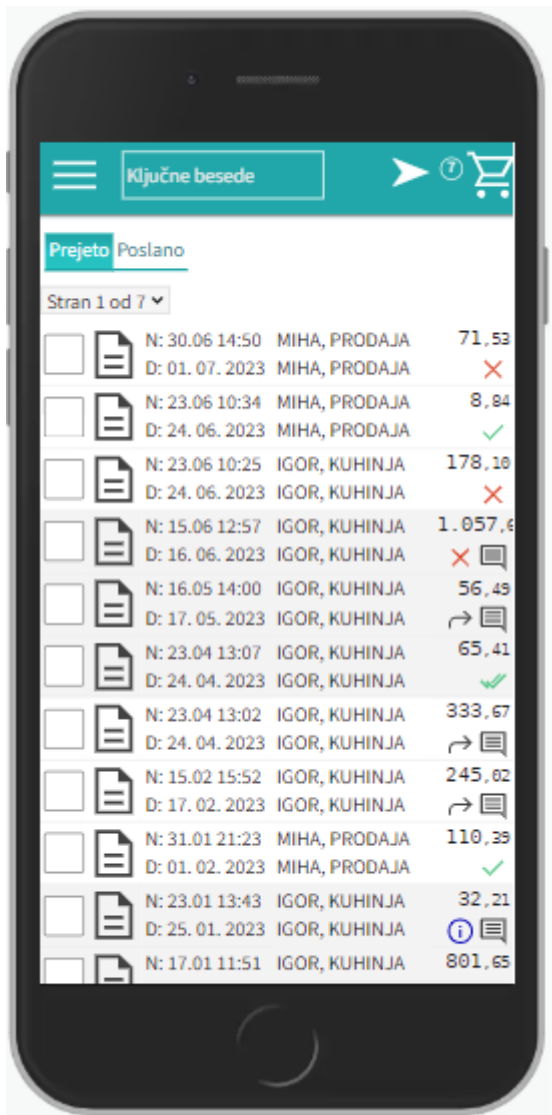 Ključne besede
7
Prejeto Poslano
Stran 1 od 7
N: 30.06 14:50 MIHA, PRODAJA 71,53
D: 01. 07. 2023 MIHA, PRODAJA
N: 23.06 10:34 MIHA, PRODAJA 8,84
D: 24. 06. 2023 MIHA, PRODAJA
N: 23.06 10:25 IGOR, KUHINJA 178,10
D: 24. 06. 2023 IGOR, KUHINJA
N: 15.06 12:57 IGOR, KUHINJA 1.057,
D: 16. 06. 2023 IGOR, KUHINJA
N: 16.05 14:00 IGOR, KUHINJA 56,49
D: 17. 05. 2023 IGOR, KUHINJA
N: 23.04 13:07 IGOR, KUHINJA 65,41
D: 24. 04. 2023 IGOR, KUHINJA
N: 23.04 13:02 IGOR, KUHINJA 333,67
D: 24. 04. 2023 IGOR, KUHINJA
N: 15.02 15:52 IGOR, KUHINJA 245,02
D: 17. 02. 2023 IGOR, KUHINJA
N: 31.01 21:23 MIHA, PRODAJA 110,39
D: 01. 02. 2023 MIHA, PRODAJA
N: 23.01 13:43 IGOR, KUHINJA 32,21
D: 25. 01. 2023 IGOR, KUHINJA
N: 17.01 11:51 IGOR, KUHINJA 801,65